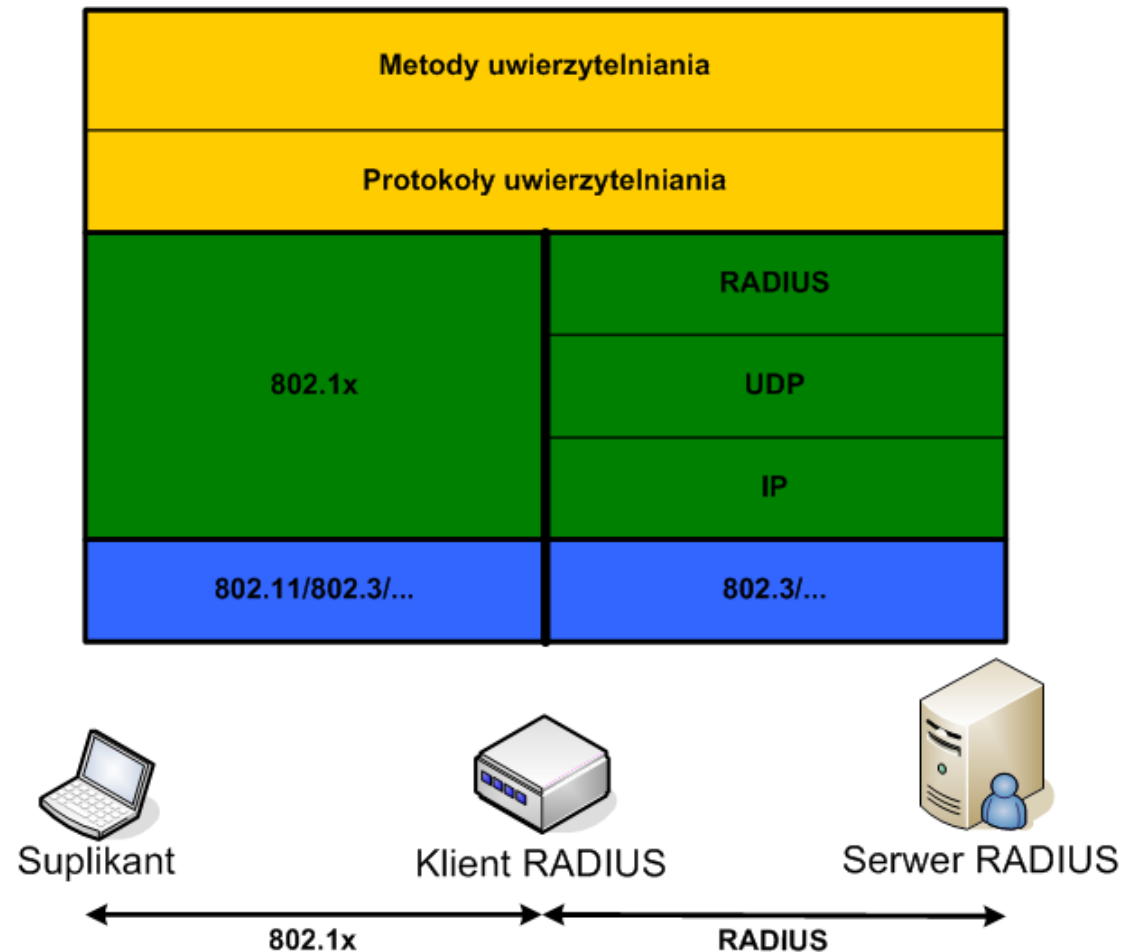 Metody uwierzytelniania
Protokoły uwierzytelniania
802.1x
RADIUS
UDP
IP
802.11/802.3/...
802.3/...
Suplikant
Klient RADIUS
Serwer RADIUS
802.1x
RADIUS